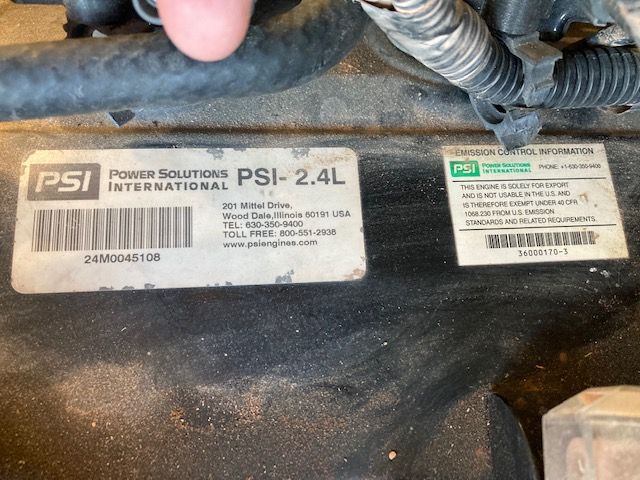 PSI POWER SOLUTIONS INTERNATIONAL PSI- 2.4L
201 Mittel Drive,
Wood Dale,Illinois 60191 USA
TEL: 630-350-9400
TOLL FREE: 800-551-2938
www.psiengines.com
24M0045108
EMISSION CONTROL INFORMATION
PSI POWER SOLUTIONS INTERNATIONAL PHONE: +1-630-350-9400
THIS ENGINE IS SOLELY FOR EXPORT
AND IS NOT USABLE IN THE U.S. AND
IS THEREFORE EXEMPT UNDER 40 CFR
1068.230 FROM U.S. EMISSION
STANDARDS AND RELATED REQUIREMENTS.
36000170-3